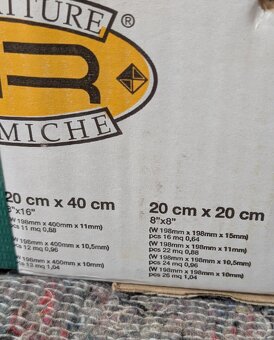 ITURE
R
MICHE
®
20 cm x 40 cm
8"x16"
(W 198mm x 400mm x 11mm)
pcs 11 mq 0,88
(W 198mm x 400mm x 10,5mm)
pcs 12 mq 0,96
(W 198mm x 400mm x 10mm)
pcs 13 mq 1,04
20 cm x 20 cm
8"x8"
(W 198mm x 198mm x 15mm)
pcs 16 mq 0,64
(W 198mm x 198mm x 11mm)
pcs 22 mq 0,88
(W 198mm x 198mm x 10,5mm)
pcs 24 mq 0,96
(W 198mm x 198mm x 10mm)
pcs 26 mq 1,04